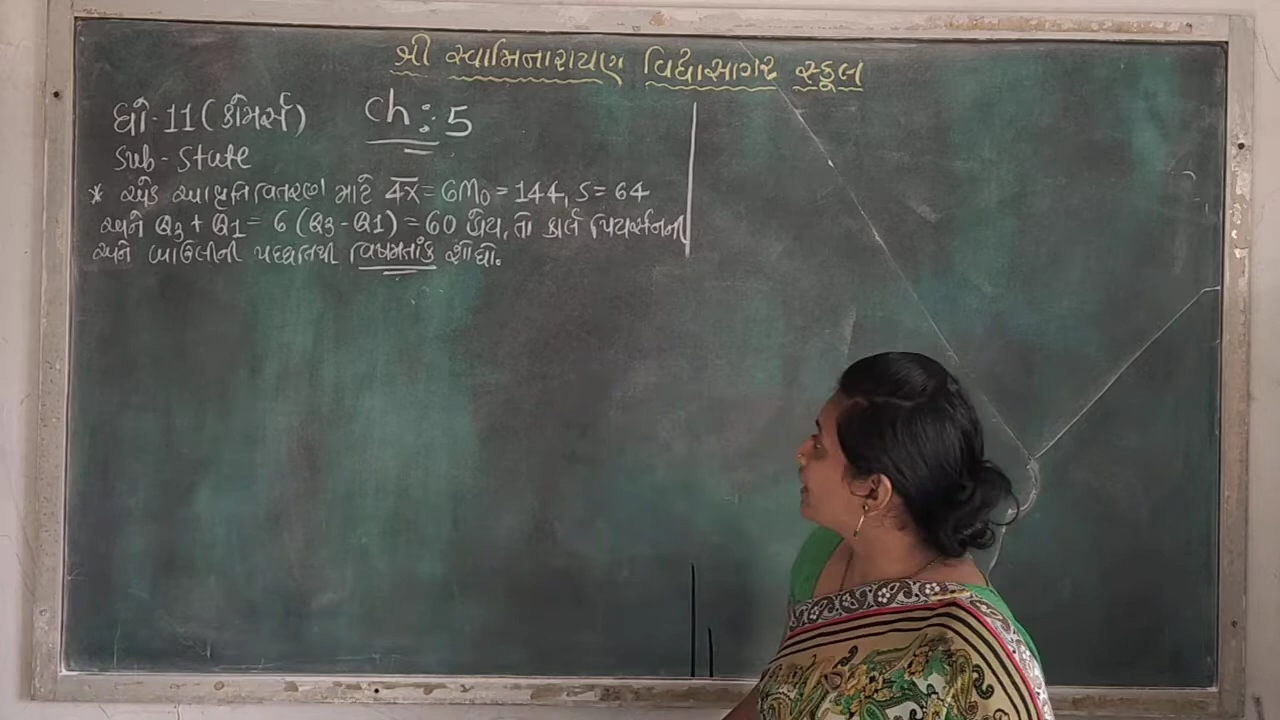 શ્રી સ્વામિનારાયણ વિદ્યાસાગર સ્કૂલ
ધો-11 (કોમર્સ) ch : 5
Sub - State
* એક આવૃત્તિ વિતરણ માટે 4x̅ = 6M₀ = 144, S = 64
અને Q₃ + Q1 = 6 (Q₃ - Q1) = 60 હોય, તો કાર્લ પિયર્સનની
અને બાઉલીની પદ્ધતિથી વિષમતાંક શોધો.